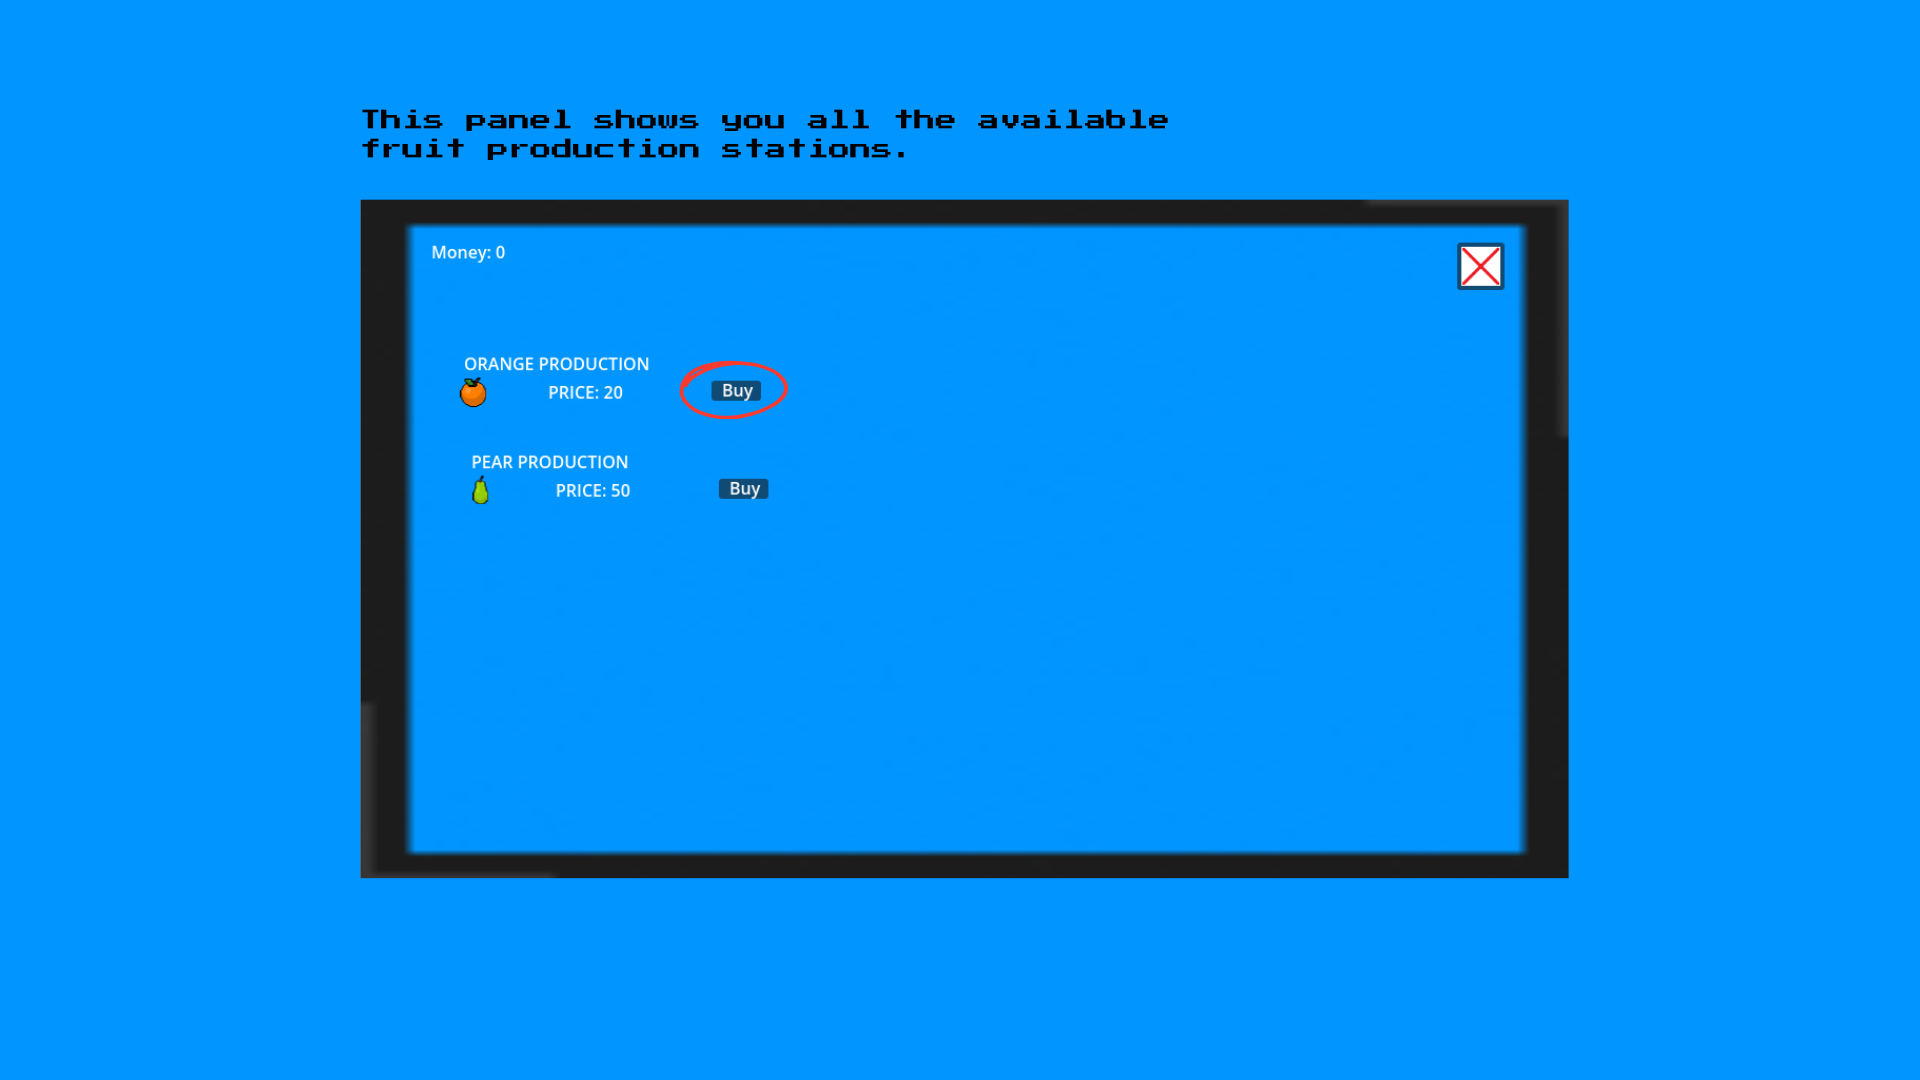 This panel shows you all the available
fruit production stations.
Money: 0
ORANGE PRODUCTION
PRICE: 20 Buy
PEAR PRODUCTION
PRICE: 50 Buy